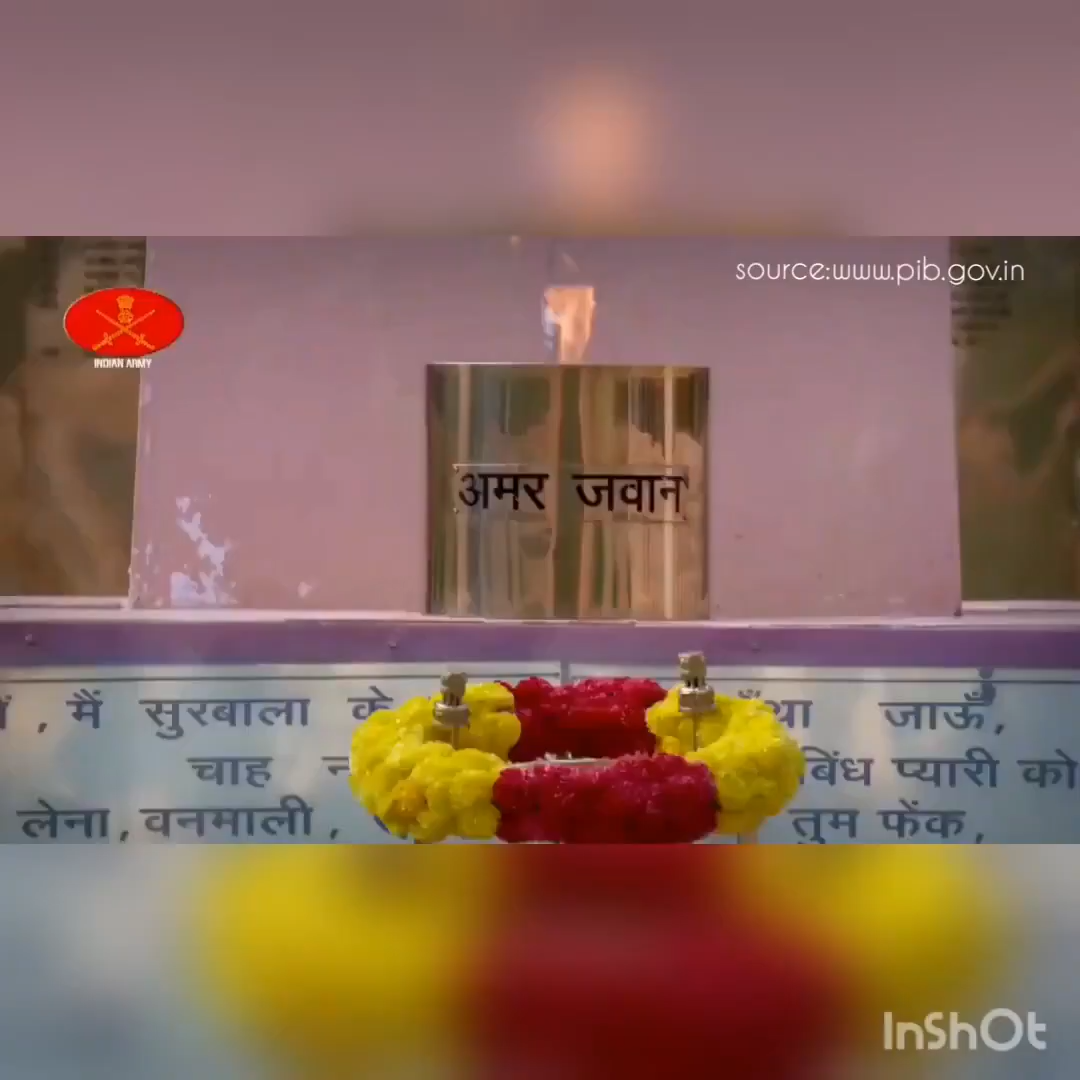 source:www.pib.gov.in
INDIAN ARMY
अमर जवान
, मैं सुरबाला के
जाऊँ,
चाह
बिंध प्यारी को
लेना, वनमाली,
तुम फेंक,
InShOt